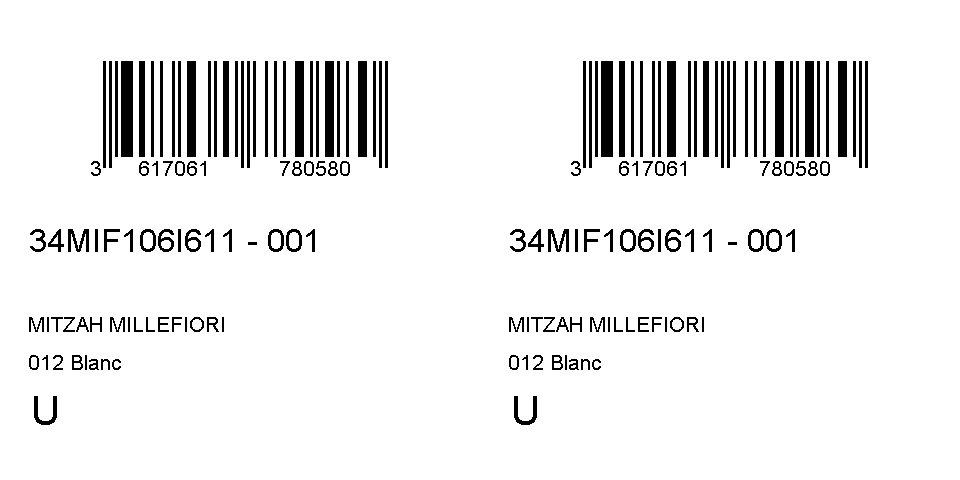 3 617061 780580
34MIF106I611 - 001
MITZAH MILLEFIORI
012 Blanc
U
3 617061 780580
34MIF106I611 - 001
MITZAH MILLEFIORI
012 Blanc
U